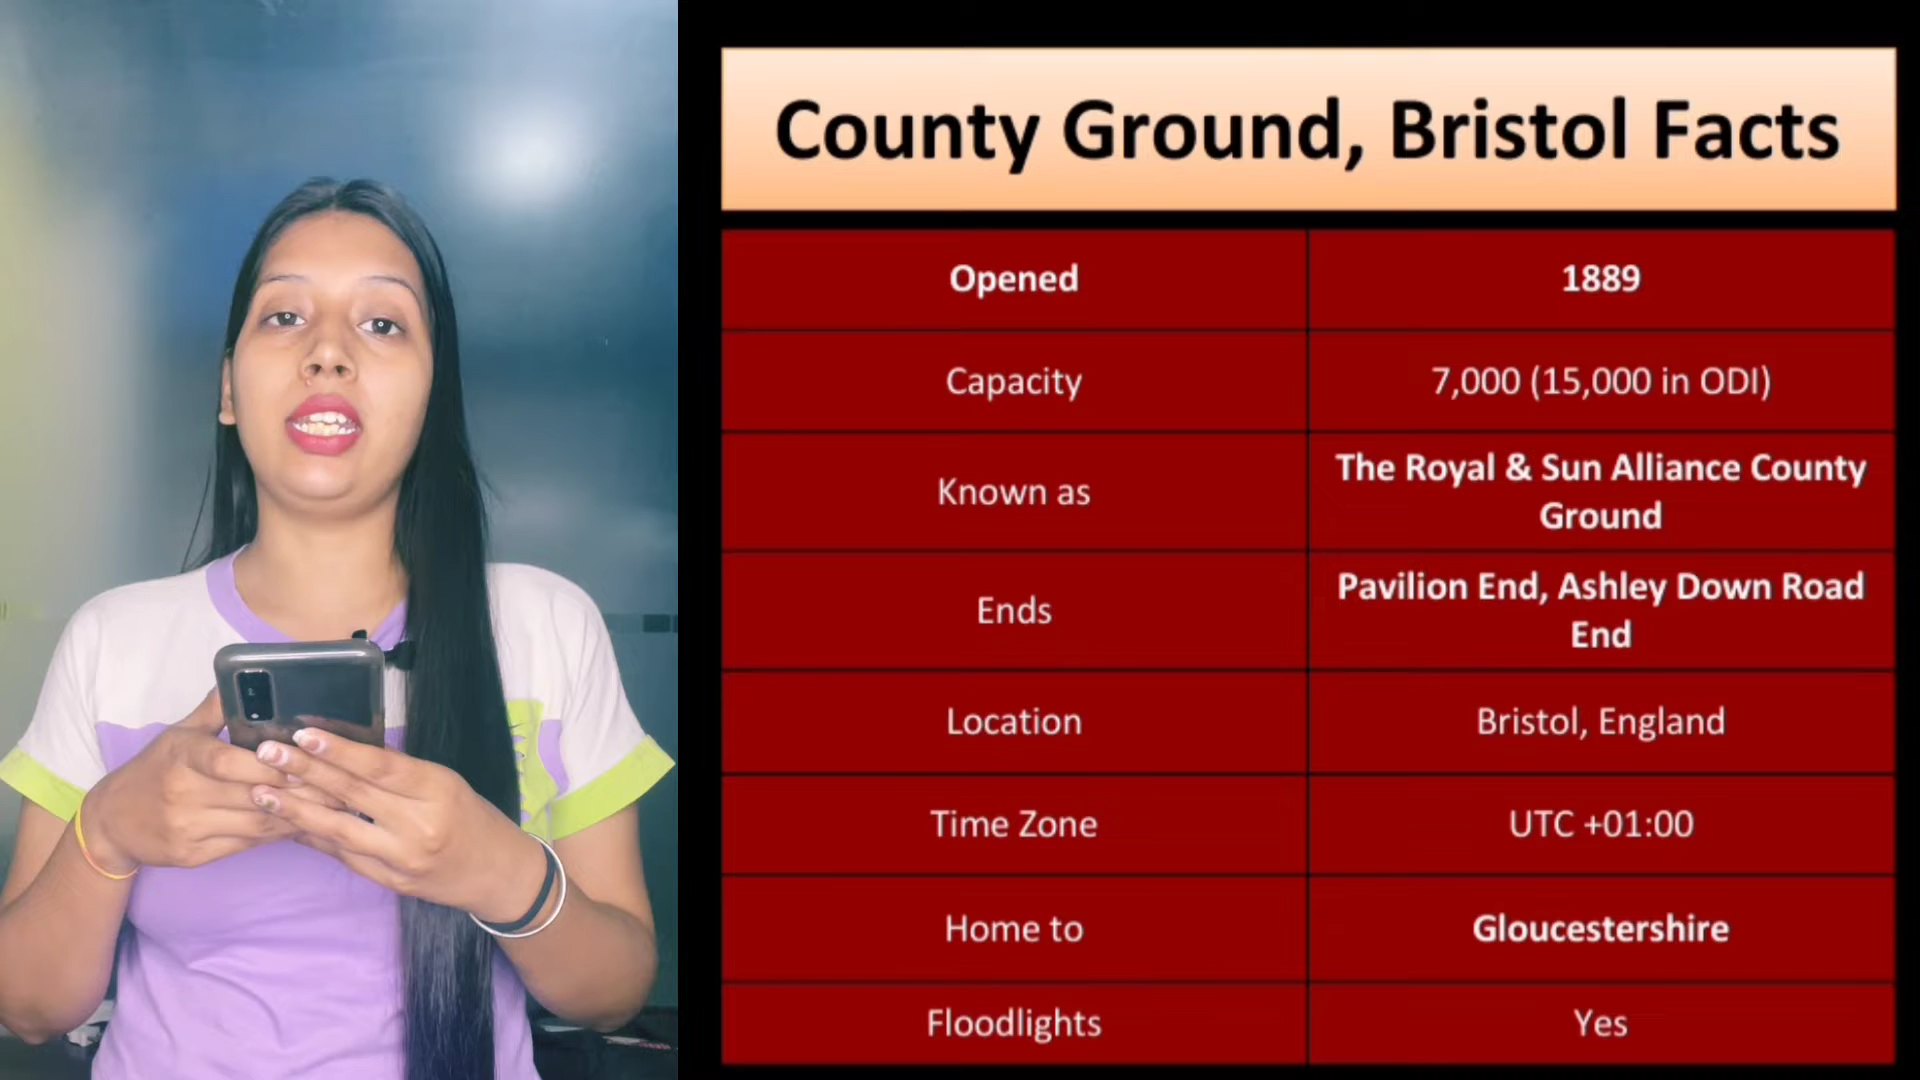 County Ground, Bristol Facts
Opened 1889
Capacity 7,000 (15,000 in ODI)
Known as The Royal & Sun Alliance County
Ground
Ends Pavilion End, Ashley Down Road
End
Location Bristol, England
Time Zone UTC +01:00
Home to Gloucestershire
Floodlights Yes